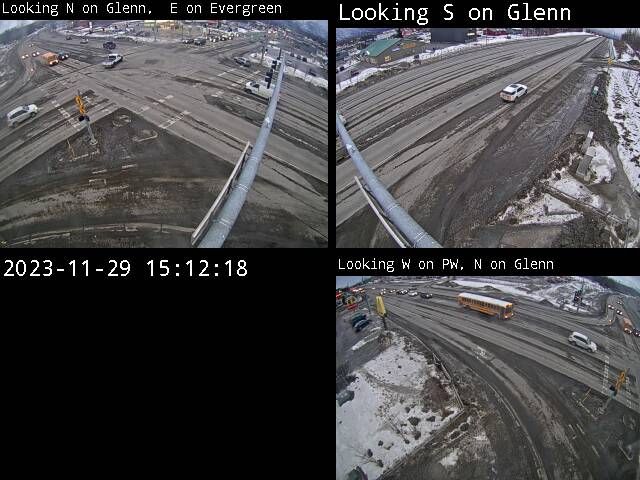 Looking N on Glenn,  E on Evergreen
Looking S on Glenn
2023-11-29 15:12:18
Looking W on PW, N on Glenn